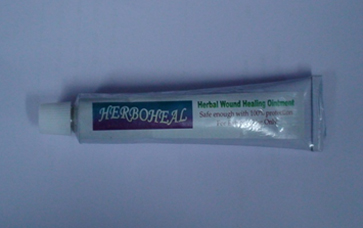 HERBOHEAL
Herbal Wound Healing Ointment
Safe enough with 100% protection